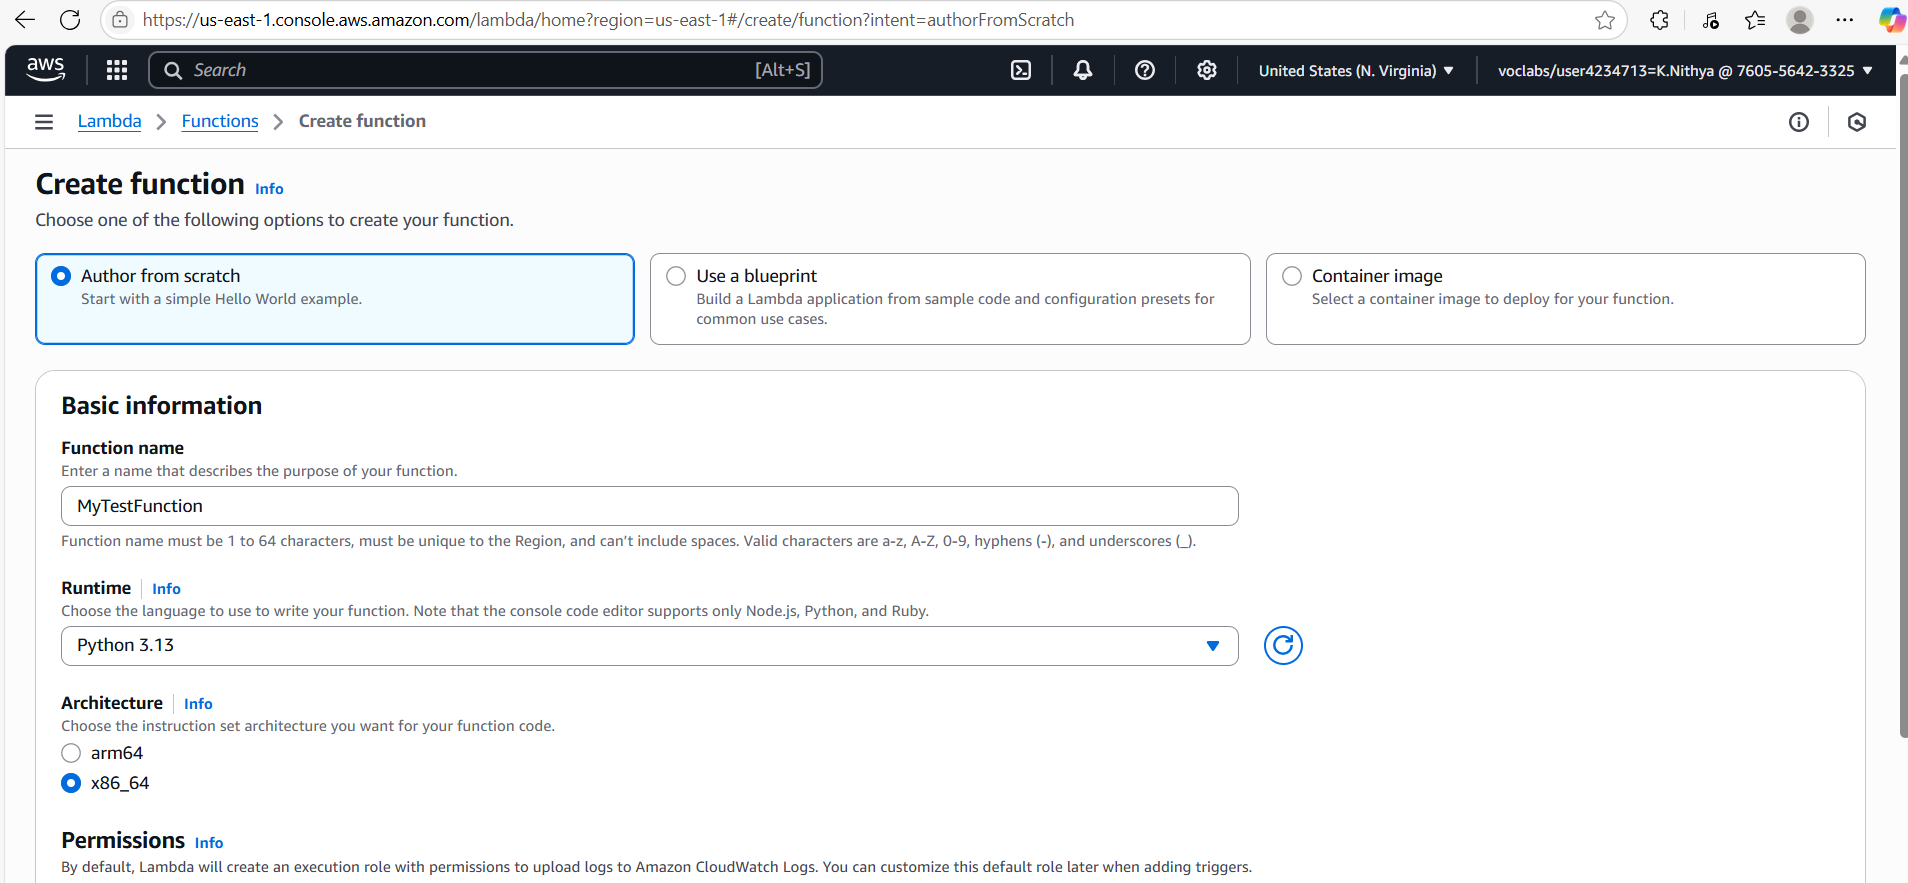 https://us-east-1.console.aws.amazon.com/lambda/home?region=us-east-1#/create/function?intent=authorFromScratch
aws
Search [Alt+S]
United States (N. Virginia)
voclabs/user4234713=K.Nithya @ 7605-5642-3325
Lambda > Functions > Create function
Create function Info
Choose one of the following options to create your function.
Author from scratch
Start with a simple Hello World example.
Use a blueprint
Build a Lambda application from sample code and configuration presets for
common use cases.
Container image
Select a container image to deploy for your function.
Basic information
Function name
Enter a name that describes the purpose of your function.
MyTestFunction
Function name must be 1 to 64 characters, must be unique to the Region, and can't include spaces. Valid characters are a-z, A-Z, 0-9, hyphens (-), and underscores (_).
Runtime Info
Choose the language to use to write your function. Note that the console code editor supports only Node.js, Python, and Ruby.
Python 3.13
Architecture Info
Choose the instruction set architecture you want for your function code.
arm64
x86_64
Permissions Info
By default, Lambda will create an execution role with permissions to upload logs to Amazon CloudWatch Logs. You can customize this default role later when adding triggers.